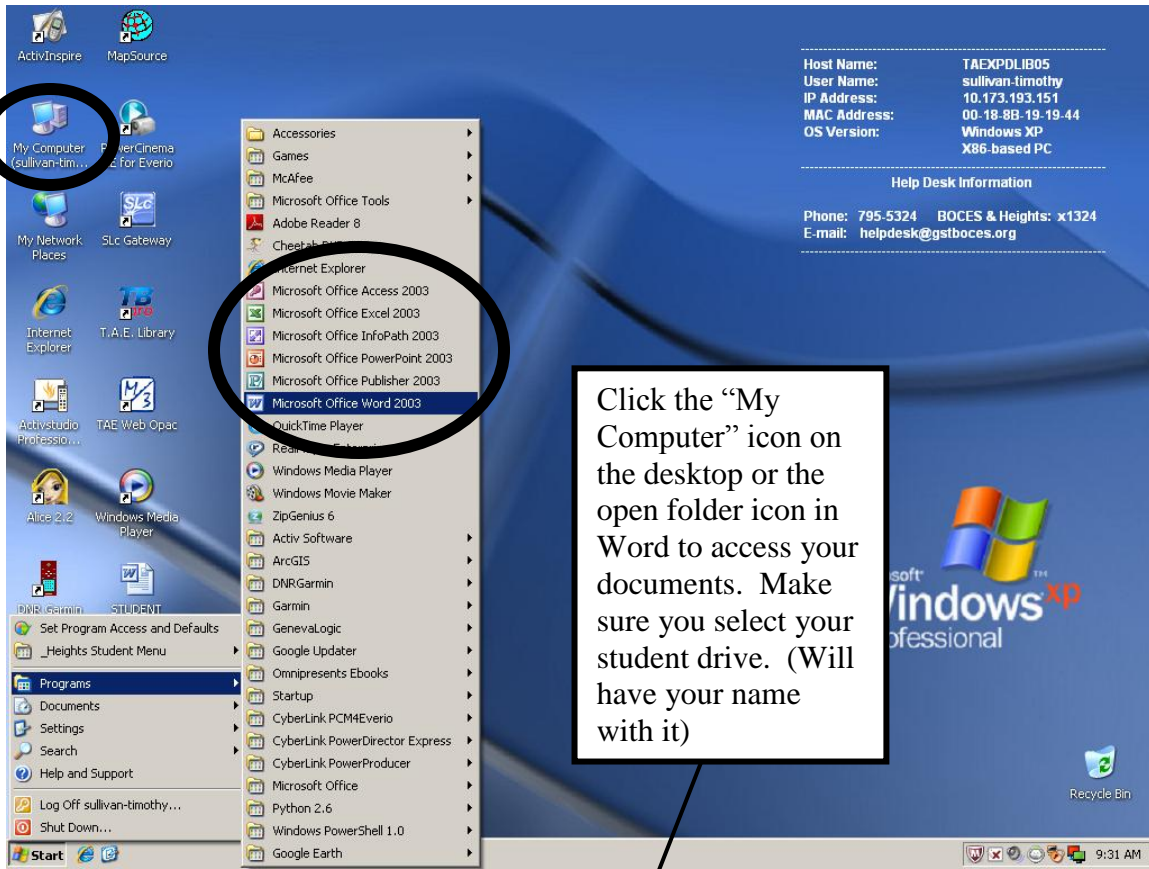 ActivInspire
MapSource
My Computer
(sullivan-tim...
PowerCinema
E for Everio
My Network
Places
SLc
SLc Gateway
Internet
Explorer
TB
pro
T.A.E. Library
Activstudio
Professio...
M/3
TAE Web Opac
Alice 2.2
Windows Media
Player
DNR Garmin
STUDENT
Set Program Access and Defaults
_Heights Student Menu
Programs
Documents
Settings
Search
Help and Support
Log Off sullivan-timothy...
Shut Down...
Start
Accessories
Games
McAfee
Microsoft Office Tools
Adobe Reader 8
Cheetah
Internet Explorer
Microsoft Office Access 2003
Microsoft Office Excel 2003
Microsoft Office InfoPath 2003
Microsoft Office PowerPoint 2003
Microsoft Office Publisher 2003
Microsoft Office Word 2003
QuickTime Player
Windows Media Player
Windows Movie Maker
ZipGenius 6
Activ Software
ArcGIS
DNRGarmin
Garmin
GenevaLogic
Google Updater
Omnipresents Ebooks
Startup
CyberLink PCM4Everio
CyberLink PowerDirector Express
CyberLink PowerProducer
Microsoft Office
Python 2.6
Windows PowerShell 1.0
Google Earth
Host Name: TAEXPDLIB05
User Name: sullivan-timothy
IP Address: 10.173.193.151
MAC Address: 00-18-8B-19-19-44
OS Version: Windows XP
X86-based PC
Help Desk Information
Phone: 795-5324 BOCES & Heights: x1324
E-mail: helpdesk@gstboces.org
Click the “My
Computer” icon on
the desktop or the
open folder icon in
Word to access your
documents. Make
sure you select your
student drive. (Will
have your name
with it)
soft
Windows xp
ofessional
Recycle Bin
9:31 AM